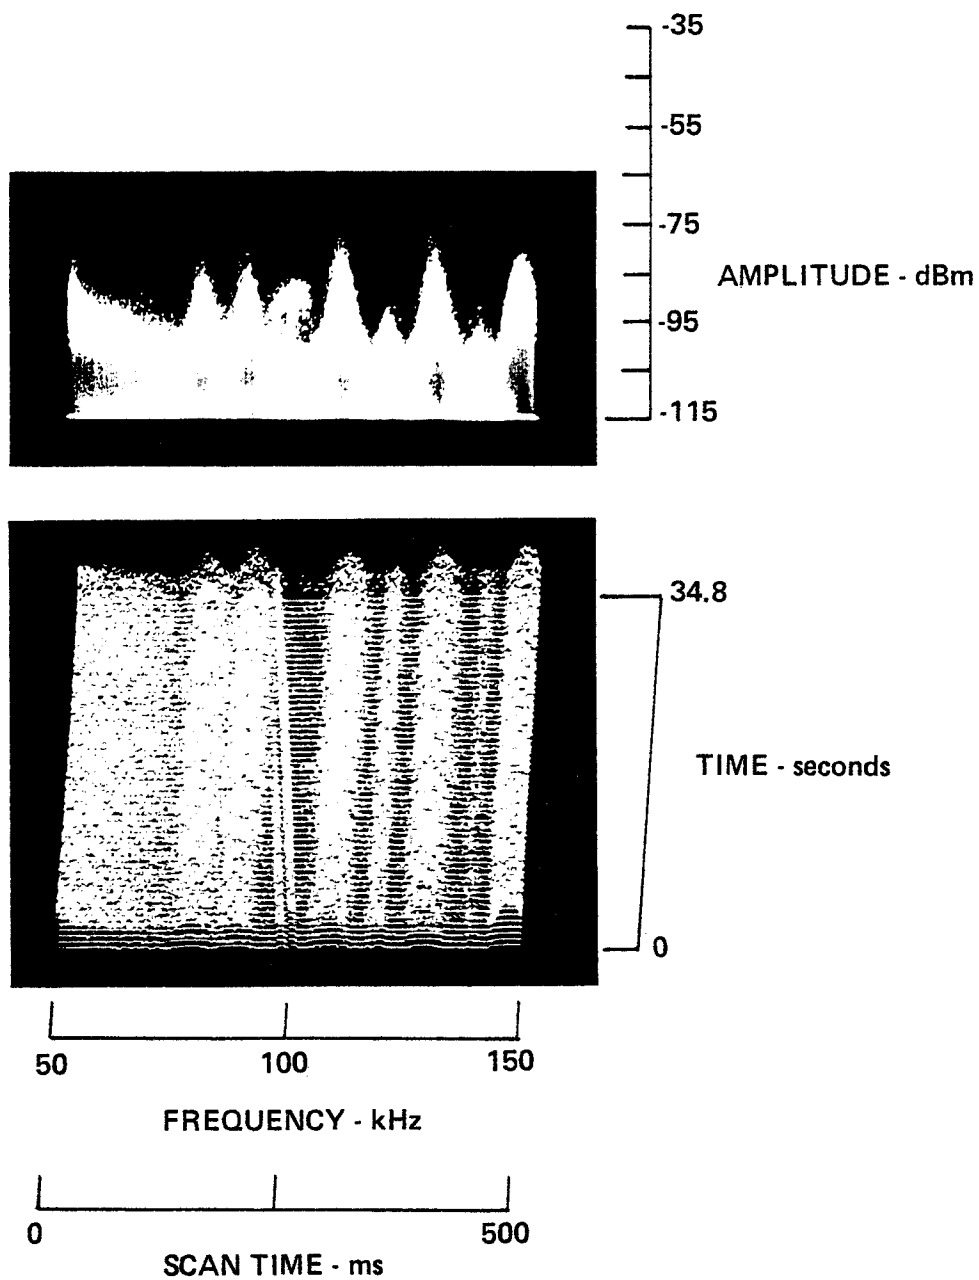 -35
-55
-75
AMPLITUDE - dBm
-95
-115
34.8
TIME - seconds
0
50 100 150
FREQUENCY - kHz
0 500
SCAN TIME - ms